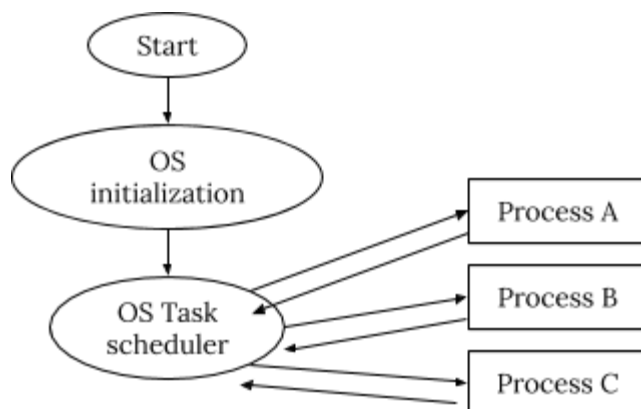 Start
OS
initialization
OS Task
scheduler
Process A
Process B
Process C